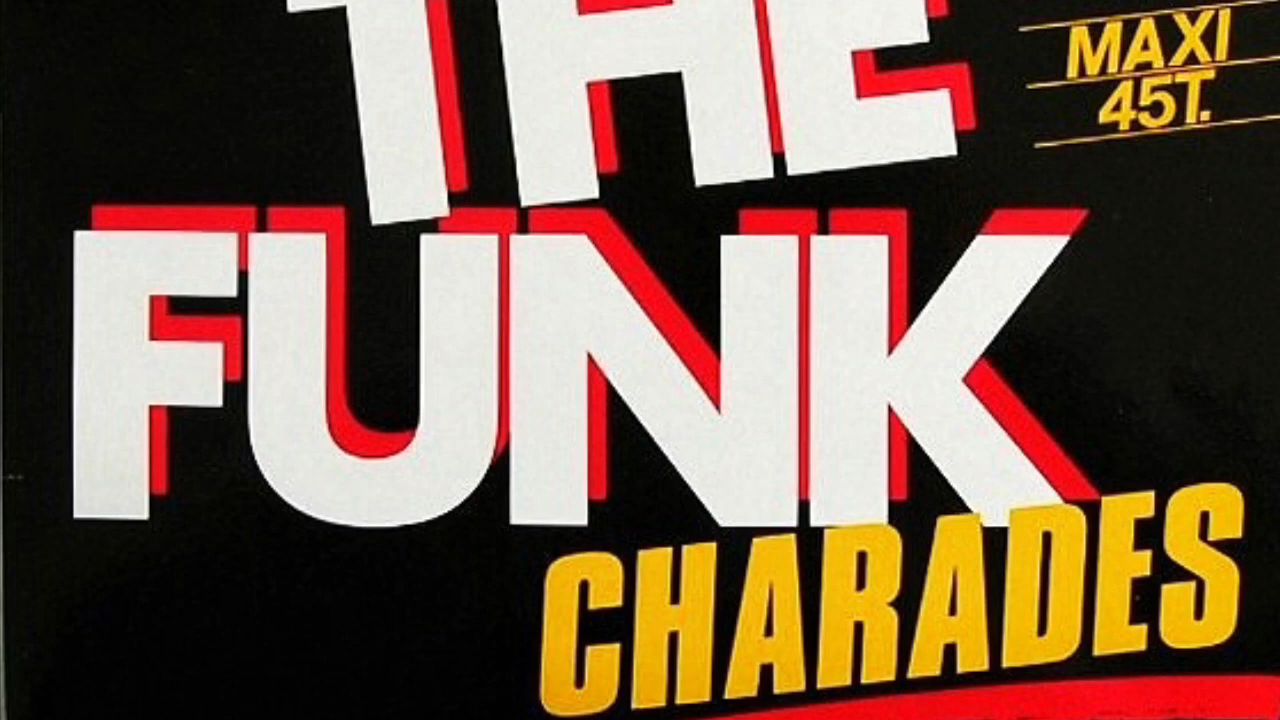 THE
MAXI
45T.
FUNK
CHARADES